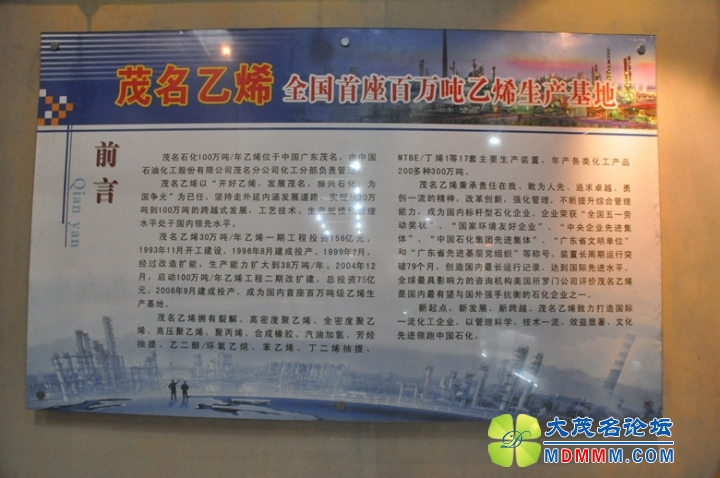 茂名乙烯 全国首座百万吨乙烯生产基地
前言
Qian yan
茂名石化100万吨/年乙烯位于中国广东茂名，由中国
石油化工股份有限公司茂名分公司化工分部负责管理。
茂名乙烯以“开好乙烯，发展茂名，振兴石化，为
国争光”为已任，坚持走外延内涵发展道路，实现从30万
吨到100万吨的跨越式发展，工艺技术、生产规模和管理
水平处于国内领先水平。
茂名乙烯30万吨/年乙烯一期工程投资156亿元，
1993年11月开工建设，1996年8月建成投产，1999年2月，
经过改造扩能，生产能力扩大到38万吨/年。2004年12
月，启动100万吨/年乙烯工程二期改扩建，总投资75亿
元，2006年9月建成投产，成为国内首座百万吨级乙烯生
产基地。
茂名乙烯拥有裂解、高密度聚乙烯、全密度聚乙
烯、高压聚乙烯、聚丙烯、合成橡胶、汽油加氢、芳烃
抽提、乙二醇/环氧乙烷、苯乙烯、丁二烯抽提、
MTBE/丁烯1等17套主要生产装置，年产各类化工产品
200多种300万吨。
茂名乙烯秉承责任在我、敢为人先、追求卓越、勇
创一流的精神，改革创新，强化管理，不断提升综合管理
能力，成为国内标杆型石化企业，企业荣获“全国五一劳
动奖状”、“国家环境友好企业”、“中央企业先进集
体”、“中国石化集团先进集体”、“广东省文明单位”
和“广东省先进基层党组织”等称号。装置长周期运行突
破79个月，创造国内最长运行记录，达到国际先进水平，
全球最具影响力的咨询机构美国所罗门公司评价茂名乙烯
是国内最有望与国外强手抗衡的石化企业之一。
新起点，新发展，新跨越，茂名乙烯致力打造国际
一流化工企业，以管理科学、技术一流、效益显著、文化
先进领跑中国石化。
大茂名论坛
MDMMM.COM